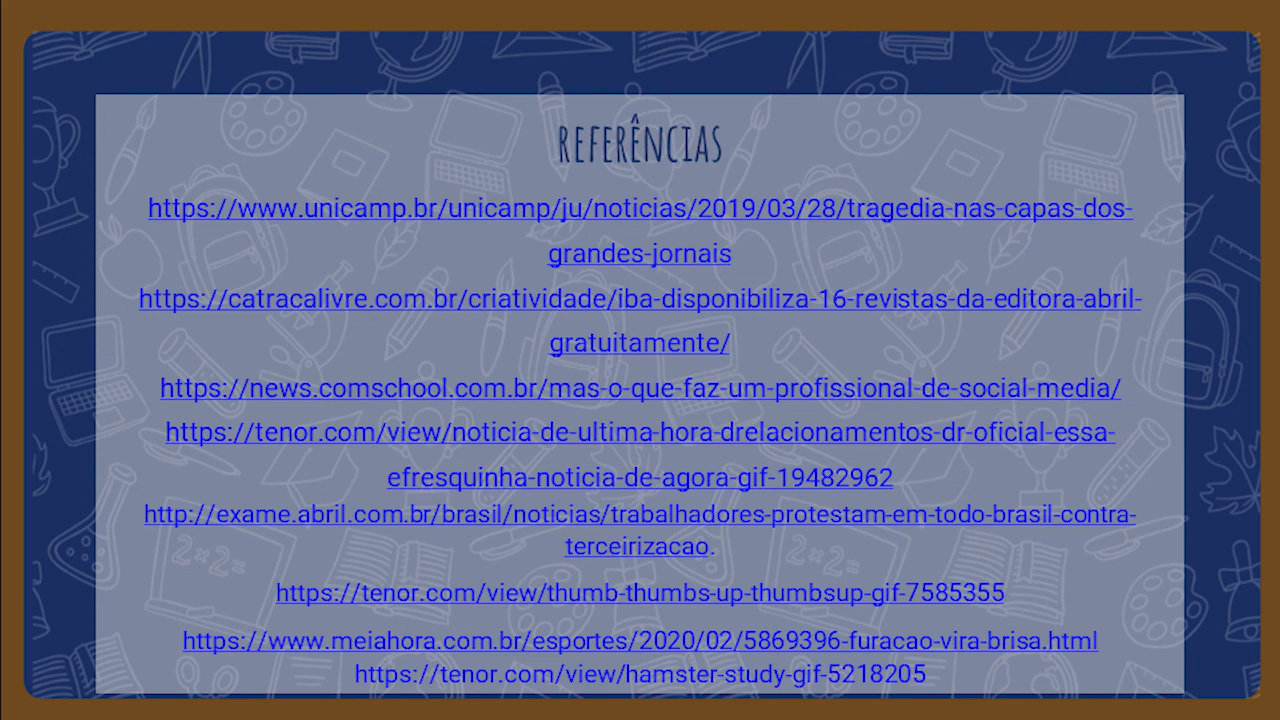 REFERÊNCIAS
https://www.unicamp.br/unicamp/ju/noticias/2019/03/28/tragedia-nas-capas-dos-
grandes-jornais
https://catracalivre.com.br/criatividade/iba-disponibiliza-16-revistas-da-editora-abril-
gratuitamente/
https://news.comschool.com.br/mas-o-que-faz-um-profissional-de-social-media/
https://tenor.com/view/noticia-de-ultima-hora-drelacionamentos-dr-oficial-essa-
efresquinha-noticia-de-agora-gif-19482962
http://exame.abril.com.br/brasil/noticias/trabalhadores-protestam-em-todo-brasil-contra-
terceirizacao.
https://tenor.com/view/thumb-thumbs-up-thumbsup-gif-7585355
https://www.meiahora.com.br/esportes/2020/02/5869396-furacao-vira-brisa.html
https://tenor.com/view/hamster-study-gif-5218205
2×2=
2×2=